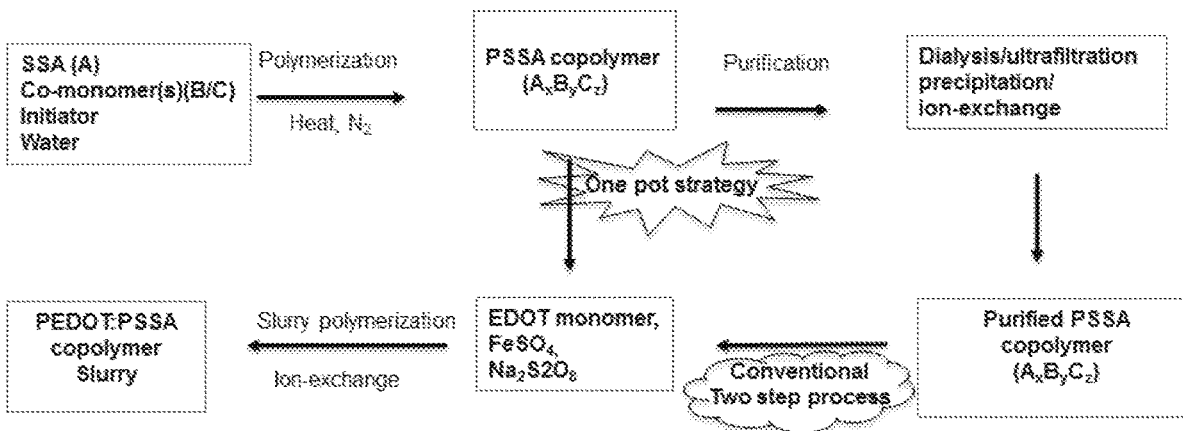 SSA (A)
Co-monomer(s)(B/C)
Initiator
Water
Polymerization
Heat, N₂
PSSA copolymer
(AₓBᵧC_z)
Purification
Dialysis/ultrafiltration
precipitation/
ion-exchange
One pot strategy
PEDOT:PSSA
copolymer
Slurry
Slurry polymerization
Ion-exchange
EDOT monomer,
FeSO₄,
Na₂S2O₈
Conventional
Two step process
Purified PSSA
copolymer
(AₓBᵧC_z)